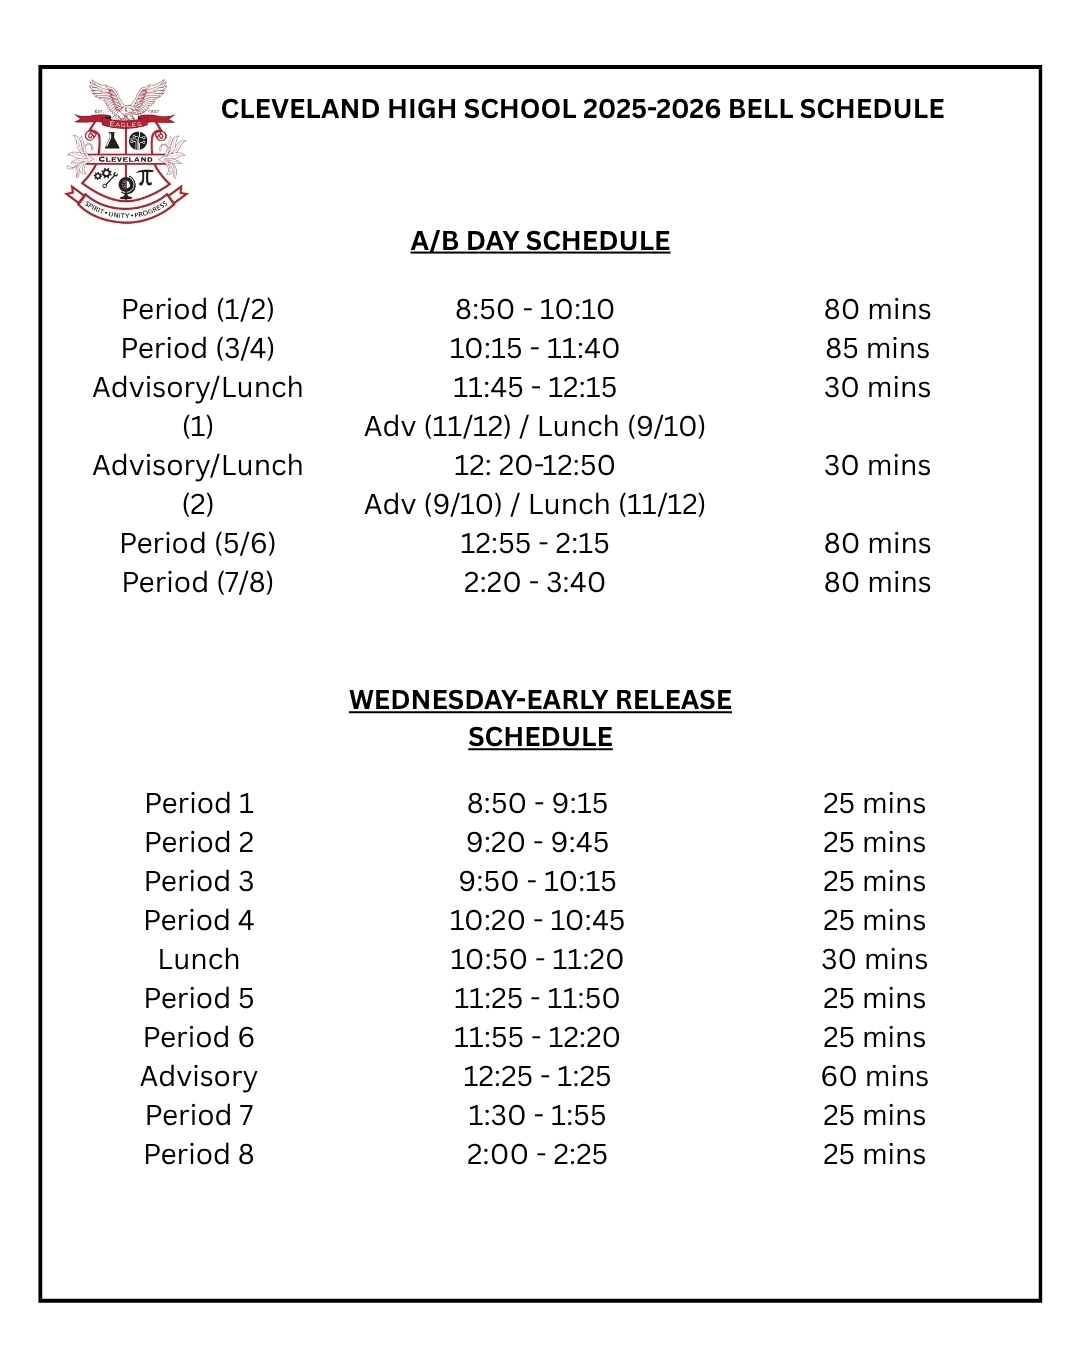 CLEVELAND HIGH SCHOOL 2025-2026 BELL SCHEDULE
EST. 1927
EAGLES
CLEVELAND
SPIRIT • UNITY • PROGRESS
A/B DAY SCHEDULE
Period (1/2) 8:50 - 10:10 80 mins
Period (3/4) 10:15 - 11:40 85 mins
Advisory/Lunch 11:45 - 12:15 30 mins
(1) Adv (11/12) / Lunch (9/10)
Advisory/Lunch 12: 20-12:50 30 mins
(2) Adv (9/10) / Lunch (11/12)
Period (5/6) 12:55 - 2:15 80 mins
Period (7/8) 2:20 - 3:40 80 mins
WEDNESDAY-EARLY RELEASE
SCHEDULE
Period 1 8:50 - 9:15 25 mins
Period 2 9:20 - 9:45 25 mins
Period 3 9:50 - 10:15 25 mins
Period 4 10:20 - 10:45 25 mins
Lunch 10:50 - 11:20 30 mins
Period 5 11:25 - 11:50 25 mins
Period 6 11:55 - 12:20 25 mins
Advisory 12:25 - 1:25 60 mins
Period 7 1:30 - 1:55 25 mins
Period 8 2:00 - 2:25 25 mins